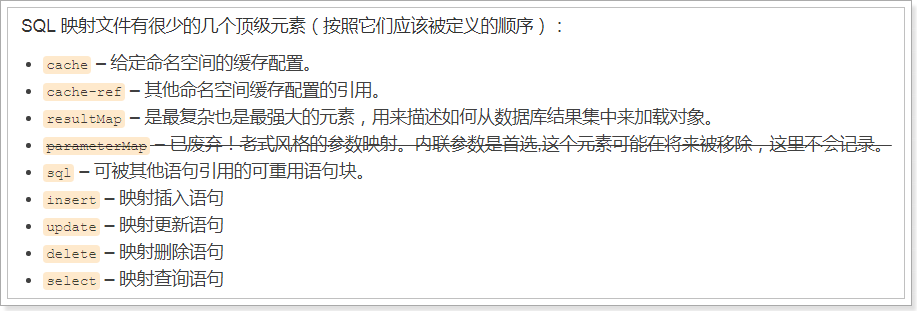 SQL 映射文件有很少的几个顶级元素（按照它们应该被定义的顺序）：
cache – 给定命名空间的缓存配置。
cache-ref – 其他命名空间缓存配置的引用。
resultMap – 是最复杂也是最强大的元素，用来描述如何从数据库结果集中来加载对象。
parameterMap – 已废弃！老式风格的参数映射。内联参数是首选,这个元素可能在将来被移除，这里不会记录。
sql – 可被其他语句引用的可重用语句块。
insert – 映射插入语句
update – 映射更新语句
delete – 映射删除语句
select – 映射查询语句